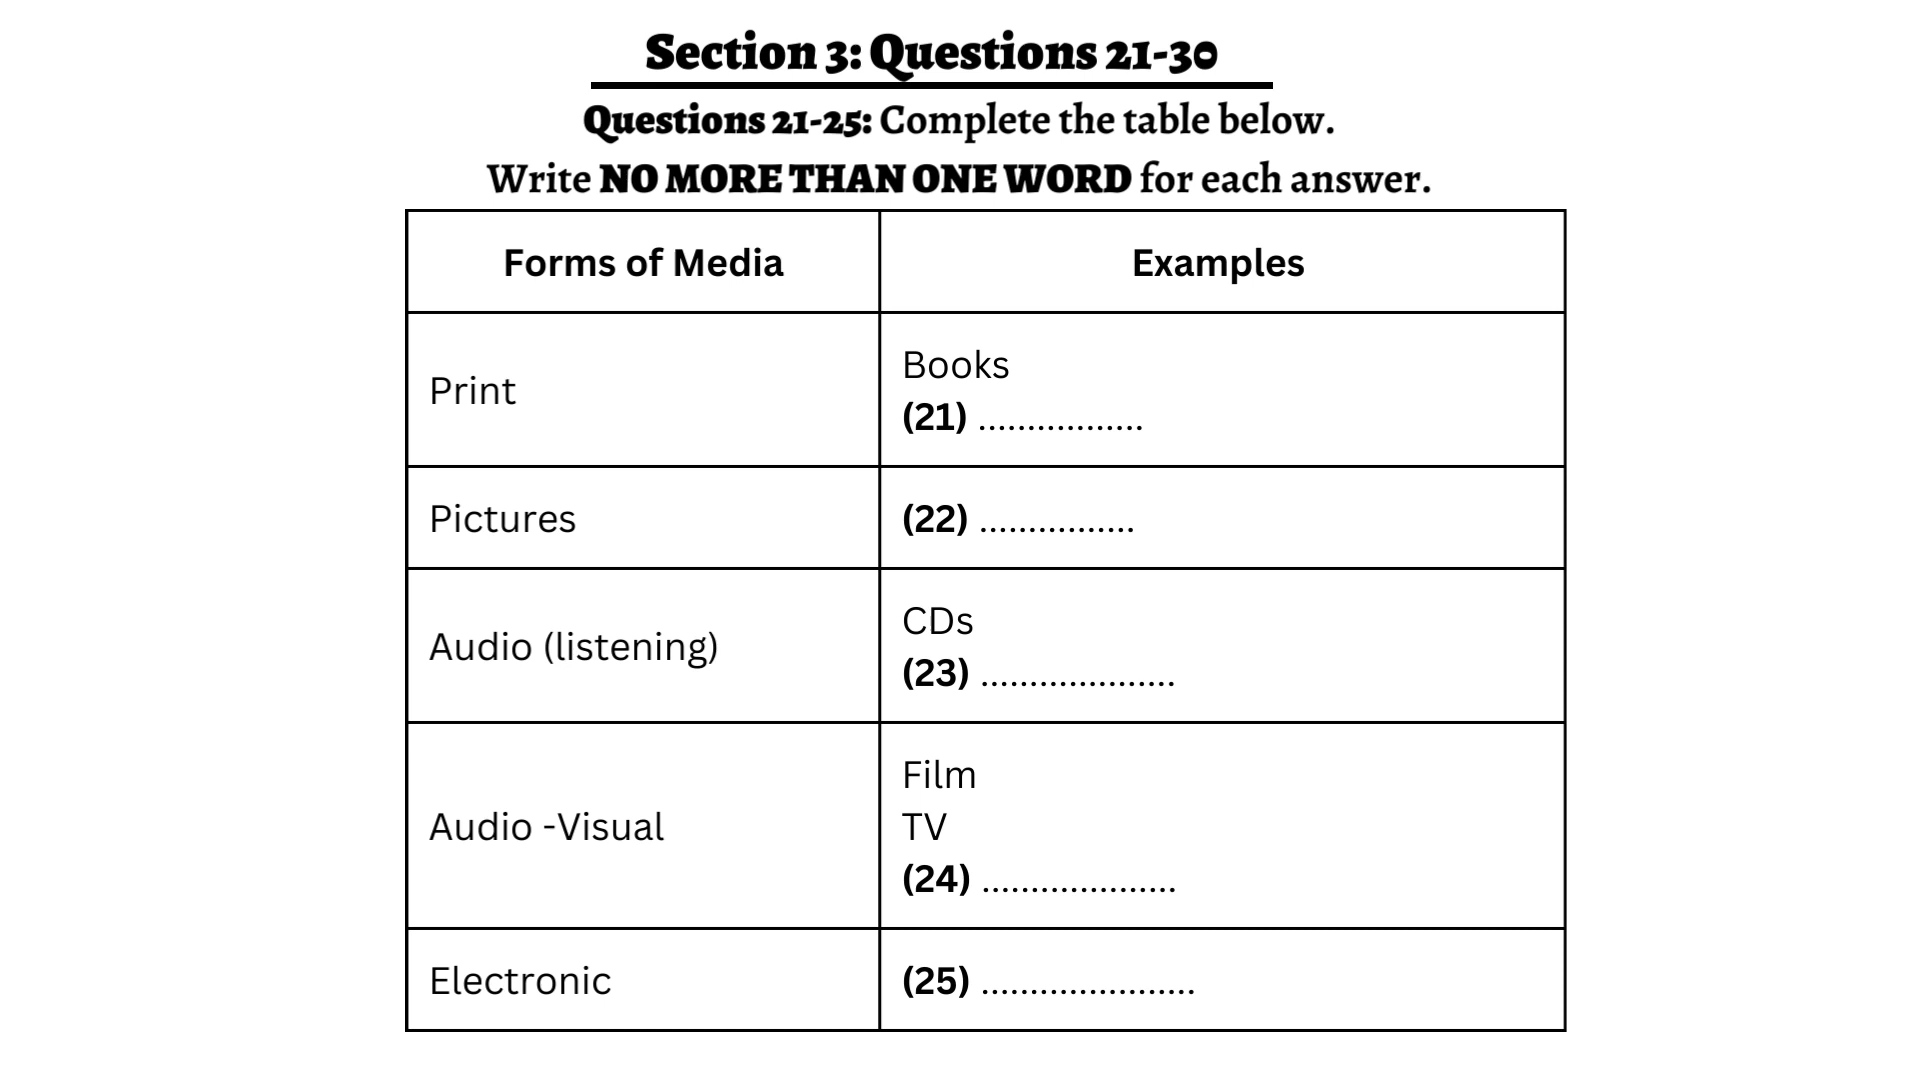 Section 3: Questions 21-30
Questions 21-25: Complete the table below.
Write NO MORE THAN ONE WORD for each answer.
Forms of Media
Examples
Print
Books
(21) .................
Pictures
(22) ................
Audio (listening)
CDs
(23) ....................
Audio -Visual
Film
TV
(24) ....................
Electronic
(25) ......................